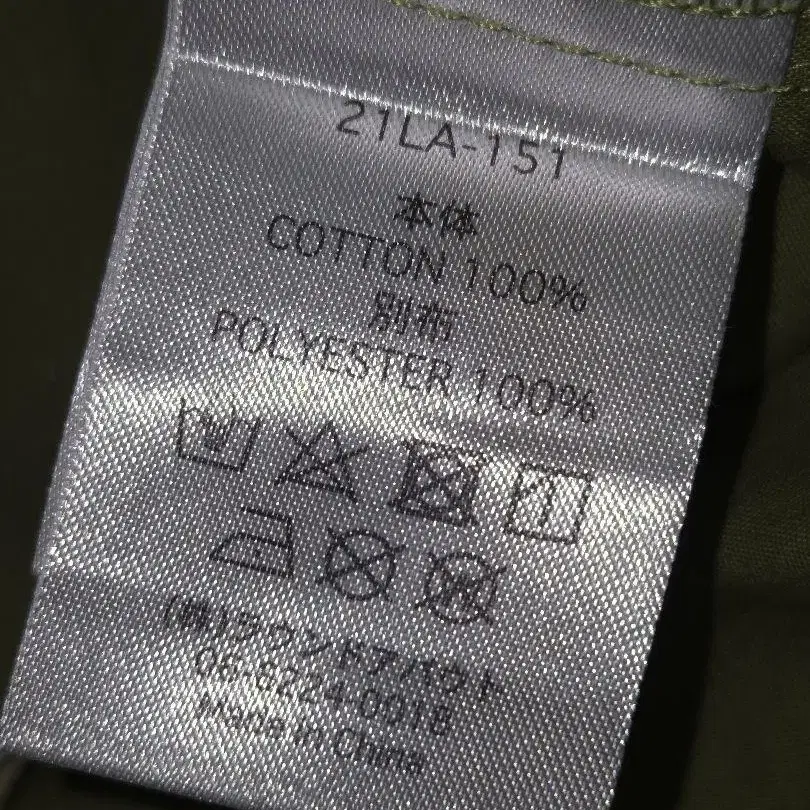 21LA-151
本体
COTTON 100%
別布
POLYESTER 100%
(株)ラウンドアバウト
06-6224-0018
Made in China